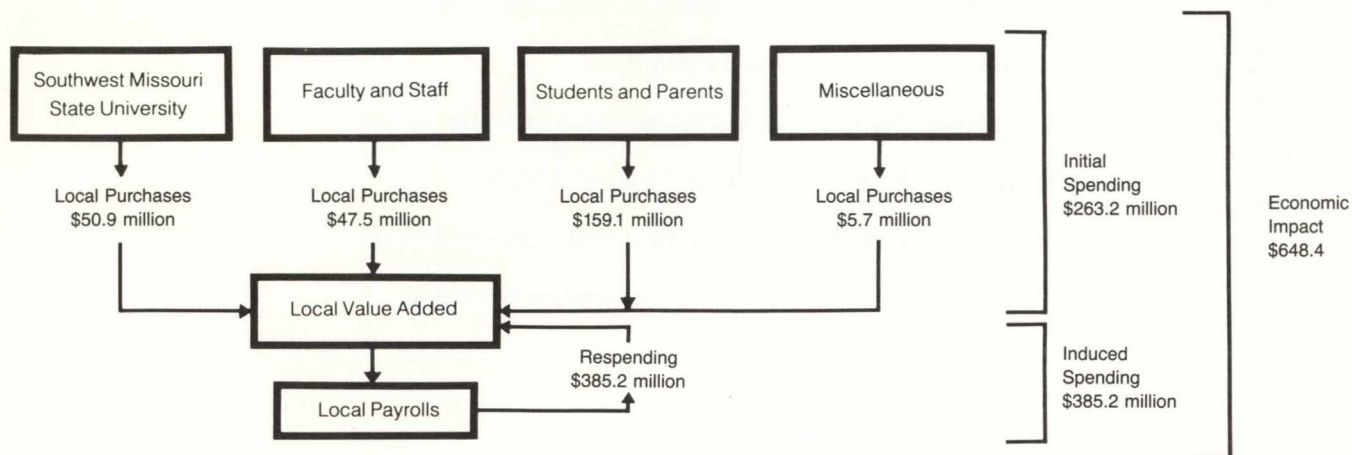 Southwest Missouri
State University
Faculty and Staff
Students and Parents
Miscellaneous
Local Purchases
$50.9 million
Local Purchases
$47.5 million
Local Purchases
$159.1 million
Local Purchases
$5.7 million
Initial
Spending
$263.2 million
Economic
Impact
$648.4
Local Value Added
Respending
$385.2 million
Induced
Spending
$385.2 million
Local Payrolls